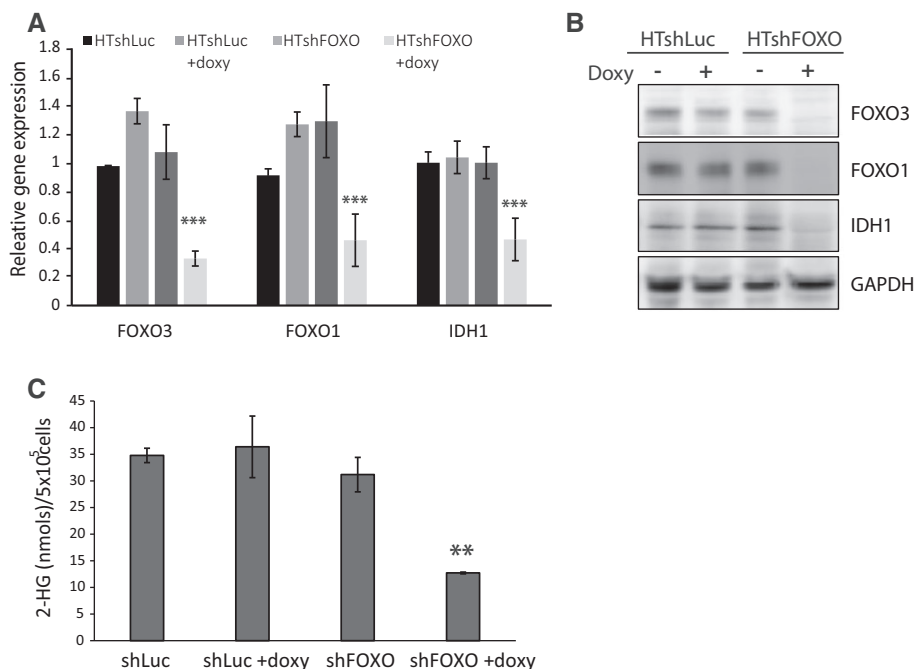 A
HTshLuc HTshLuc +doxy HTshFOXO HTshFOXO +doxy
Releative gene expression
1.8
1.6
1.4
1.2
1
0.8
0.6
0.4
0.2
0
*** *** ***
FOXO3 FOXO1 IDH1
B
HTshLuc HTshFOXO
Doxy - + - +
FOXO3
FOXO1
IDH1
GAPDH
C
2-HG (nmols)/5x10⁵cells
45
40
35
30
25
20
15
10
5
0
**
shLuc shLuc +doxy shFOXO shFOXO +doxy